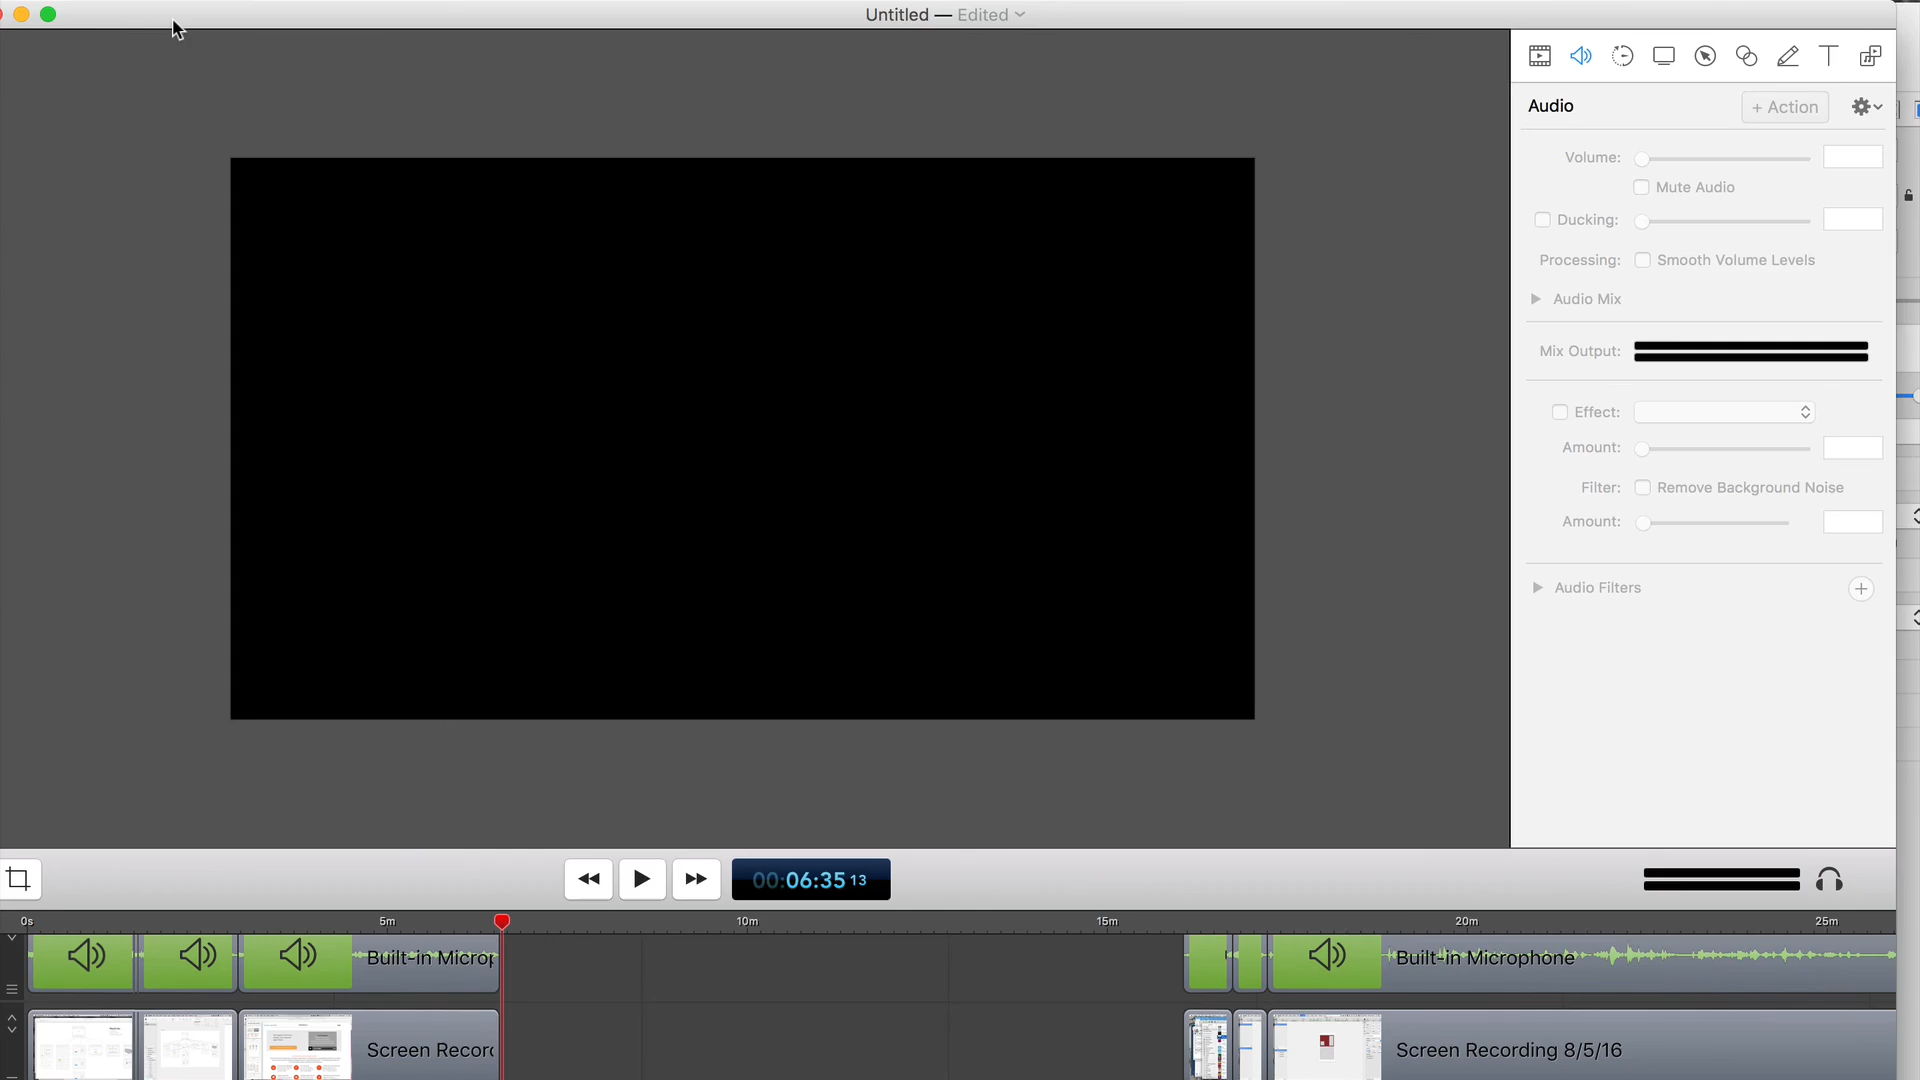 Untitled — Edited
Audio
+ Action
Volume:
Mute Audio
Ducking:
Processing:
Smooth Volume Levels
Audio Mix
Mix Output:
Effect:
Amount:
Filter:
Remove Background Noise
Amount:
Audio Filters
00:06:35 13
0s
5m
10m
15m
20m
25m
Built-in Microp
Built-in Microphone
Screen Record
Screen Recording 8/5/16